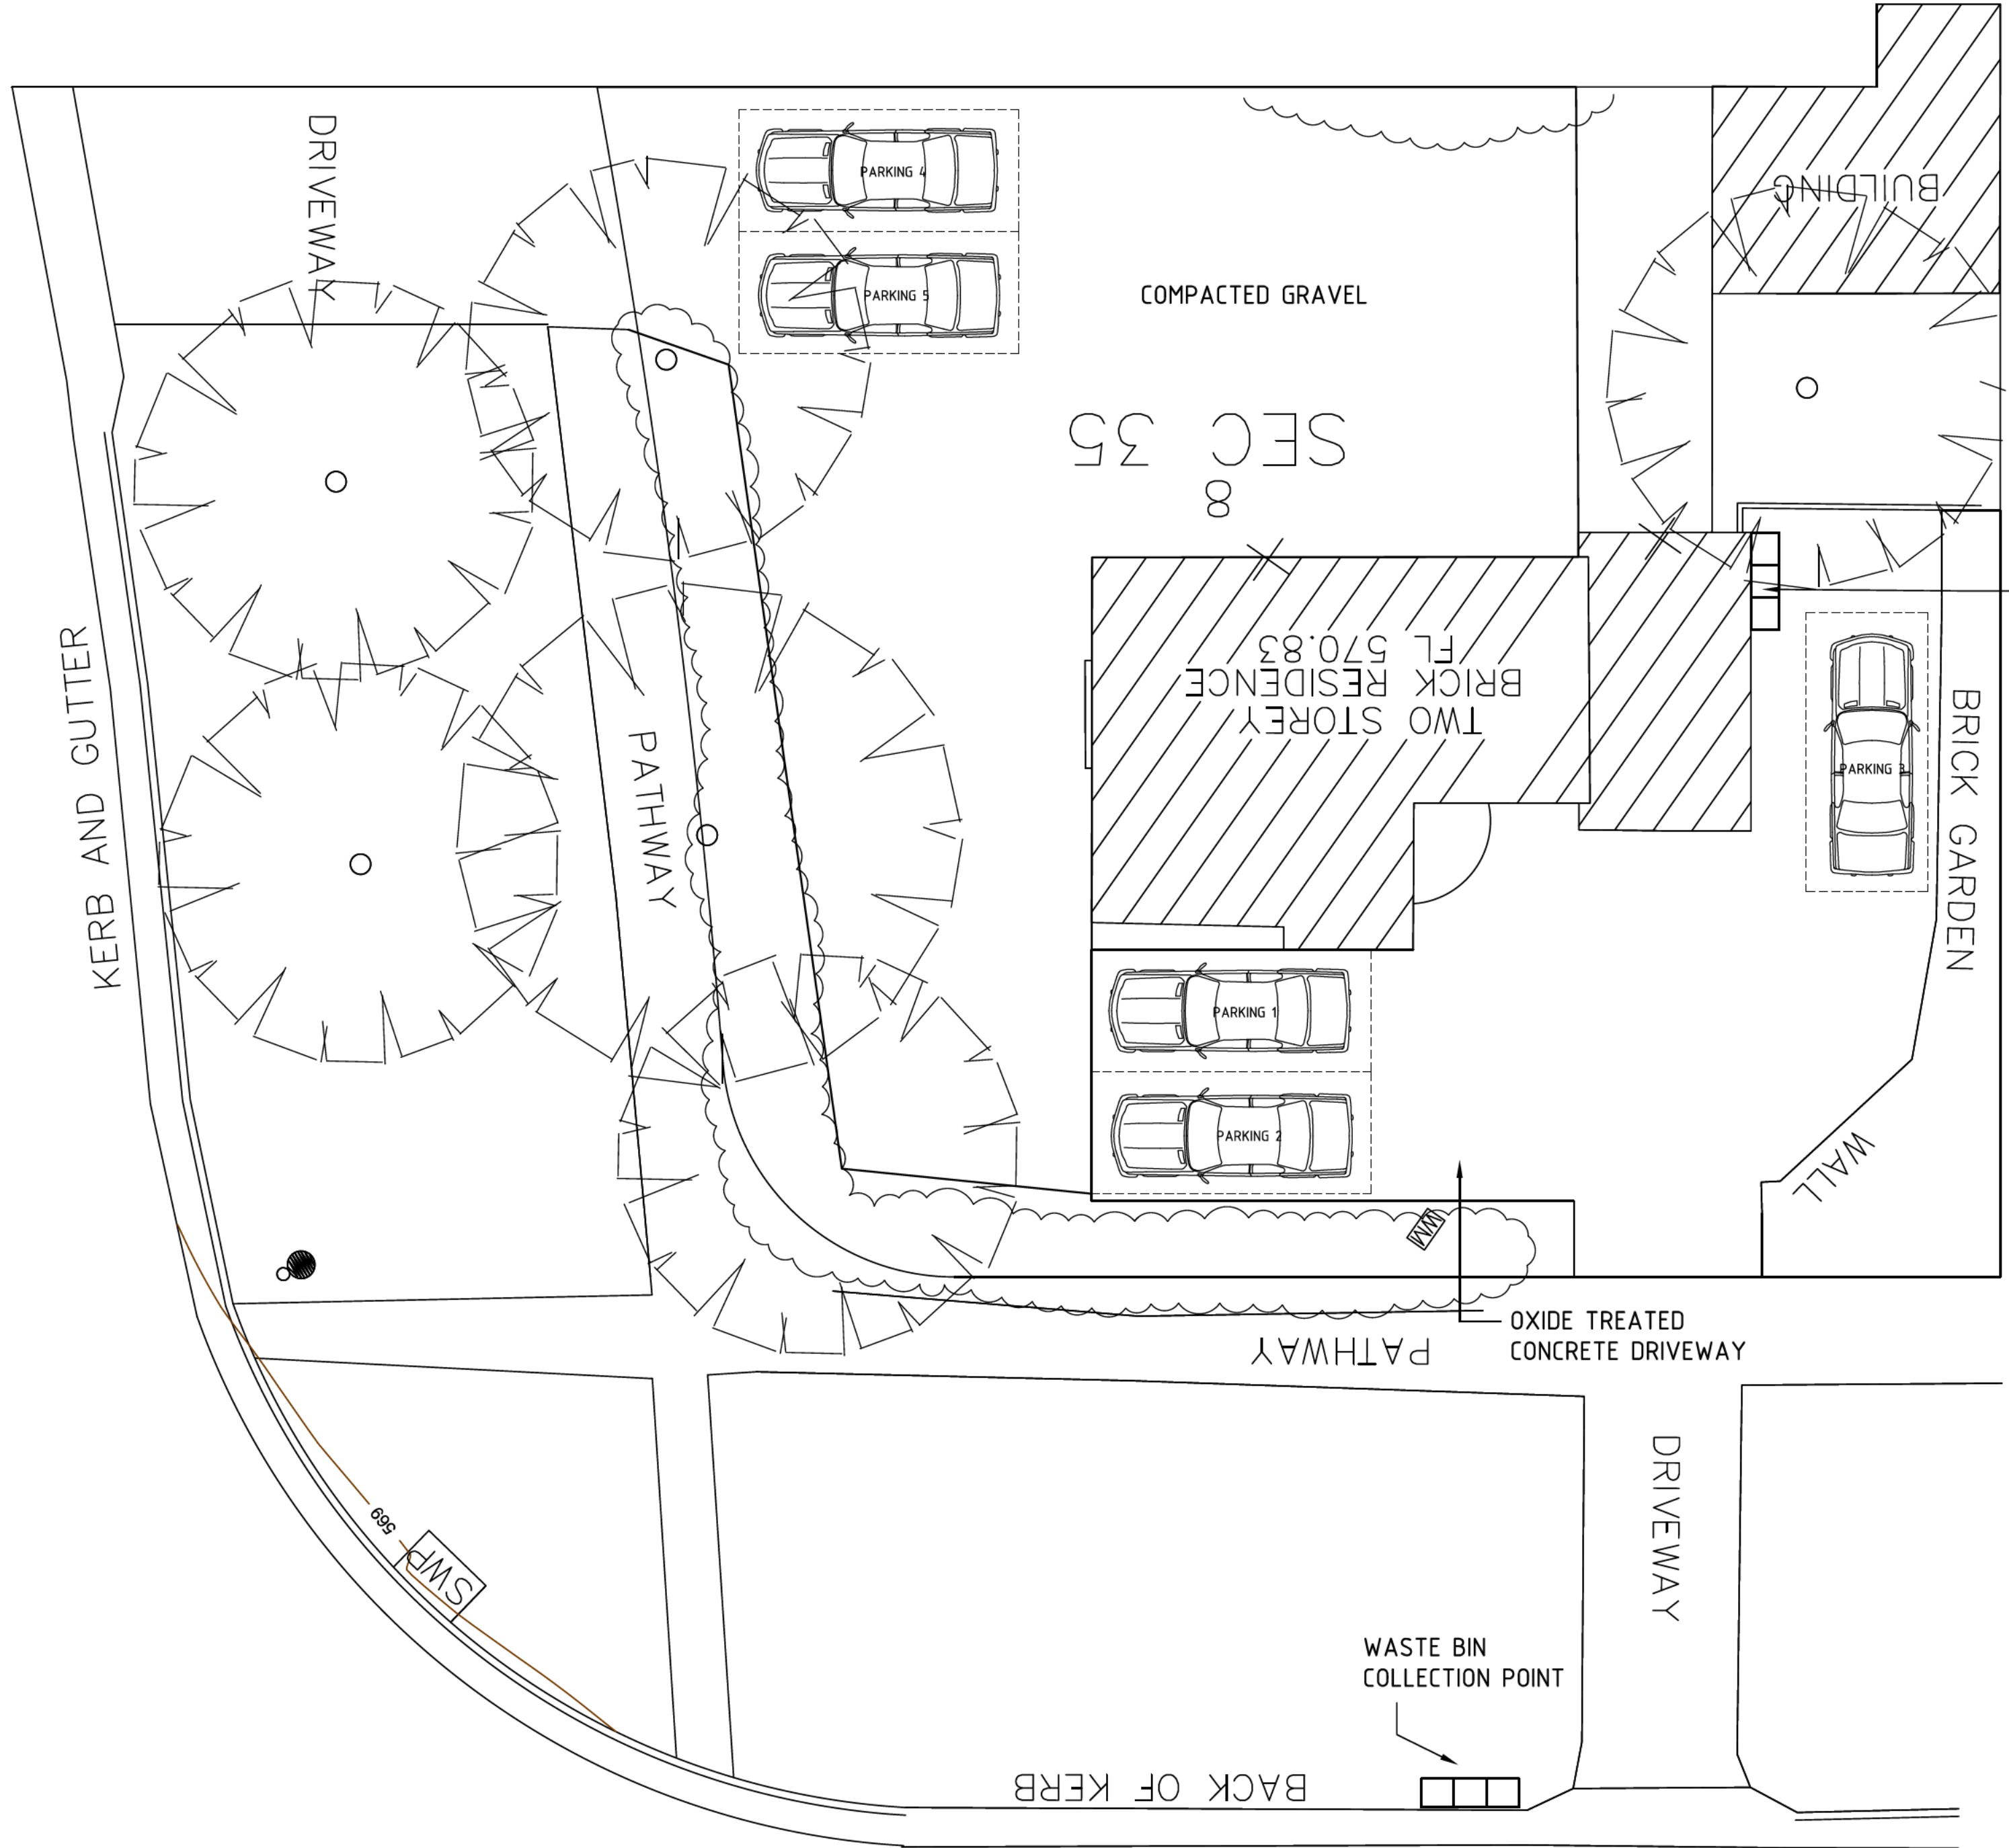 DRIVEWAY
PARKING 4
BUILDING
PARKING 5
COMPACTED GRAVEL
SEC 35
8
KERB AND GUTTER
PATHWAY
TWO STOREY
BRICK RESIDENCE
FL 570.83
PARKING 3
BRICK GARDEN
WALL
PARKING 1
PARKING 2
WM
OXIDE TREATED
CONCRETE DRIVEWAY
PATHWAY
DRIVEWAY
569
SWP
WASTE BIN
COLLECTION POINT
BACK OF KERB